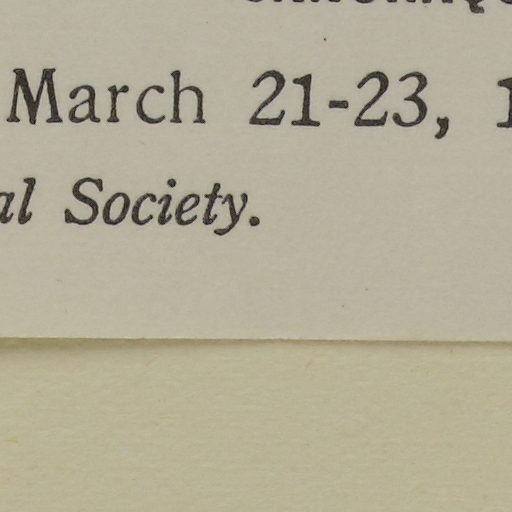 March 21-23,
al Society.